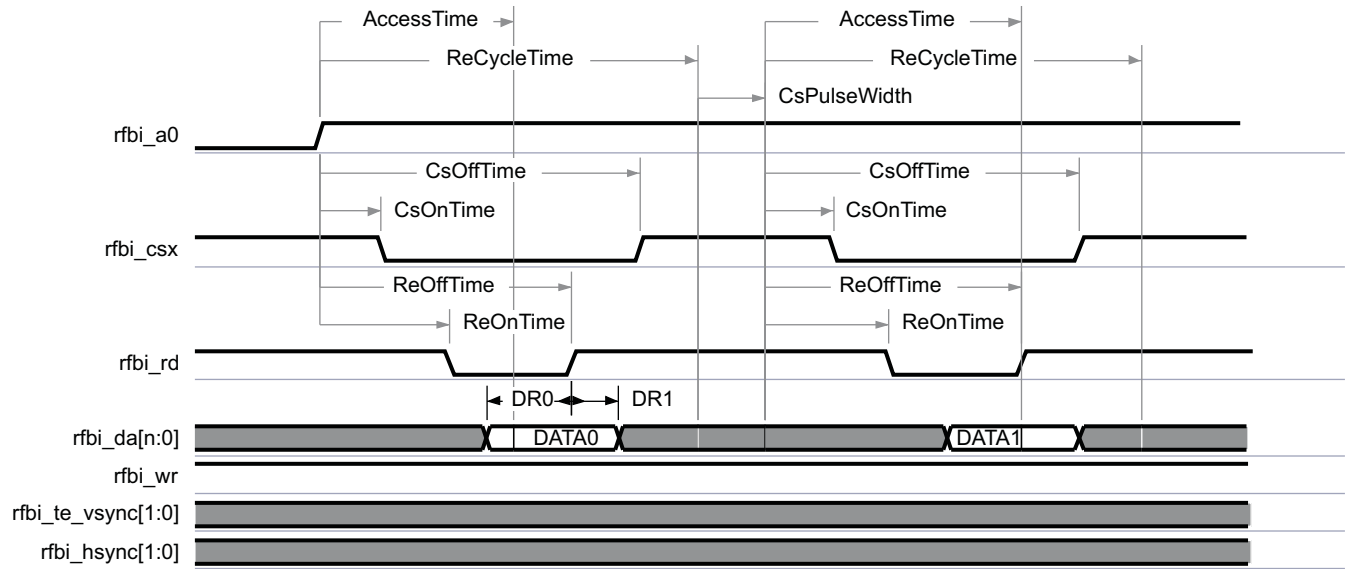 AccessTime AccessTime
ReCycleTime ReCycleTime
CsPulseWidth
rfbi_a0
CsOffTime CsOffTime
CsOnTime CsOnTime
rfbi_csx
ReOffTime ReOffTime
ReOnTime ReOnTime
rfbi_rd
DR0 DR1
rfbi_da[n:0] DATA0 DATA1
rfbi_wr
rfbi_te_vsync[1:0]
rfbi_hsync[1:0]